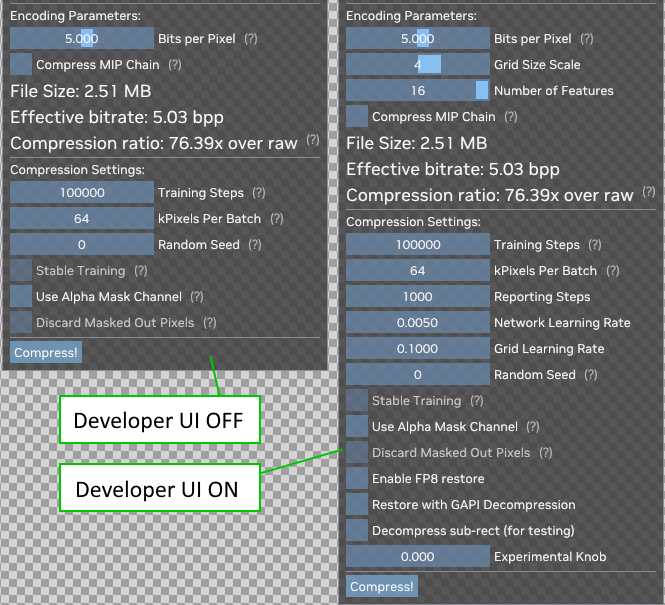 Encoding Parameters:
5.000 Bits per Pixel (?)
Compress MIP Chain (?)
File Size: 2.51 MB
Effective bitrate: 5.03 bpp
Compression ratio: 76.39x over raw (?)
Compression Settings:
100000 Training Steps (?)
64 kPixels Per Batch (?)
0 Random Seed (?)
Stable Training (?)
Use Alpha Mask Channel (?)
Discard Masked Out Pixels (?)
Compress!
Developer UI OFF
Developer UI ON
Encoding Parameters:
5.000 Bits per Pixel (?)
4 Grid Size Scale
16 Number of Features
Compress MIP Chain (?)
File Size: 2.51 MB
Effective bitrate: 5.03 bpp
Compression ratio: 76.39x over raw (?)
Compression Settings:
100000 Training Steps (?)
64 kPixels Per Batch (?)
1000 Reporting Steps
0.0050 Network Learning Rate
0.1000 Grid Learning Rate
0 Random Seed (?)
Stable Training (?)
Use Alpha Mask Channel (?)
Discard Masked Out Pixels (?)
Enable FP8 restore
Restore with GAPI Decompression
Decompress sub-rect (for testing)
0.000 Experimental Knob
Compress!